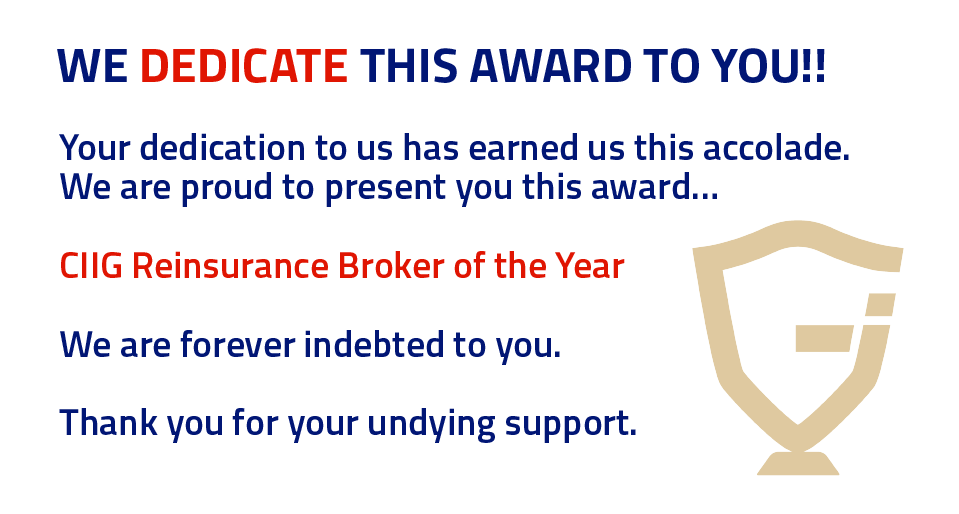 WE DEDICATE THIS AWARD TO YOU!!
Your dedication to us has earned us this accolade.
We are proud to present you this award...
CIIG Reinsurance Broker of the Year
We are forever indebted to you.
Thank you for your undying support.